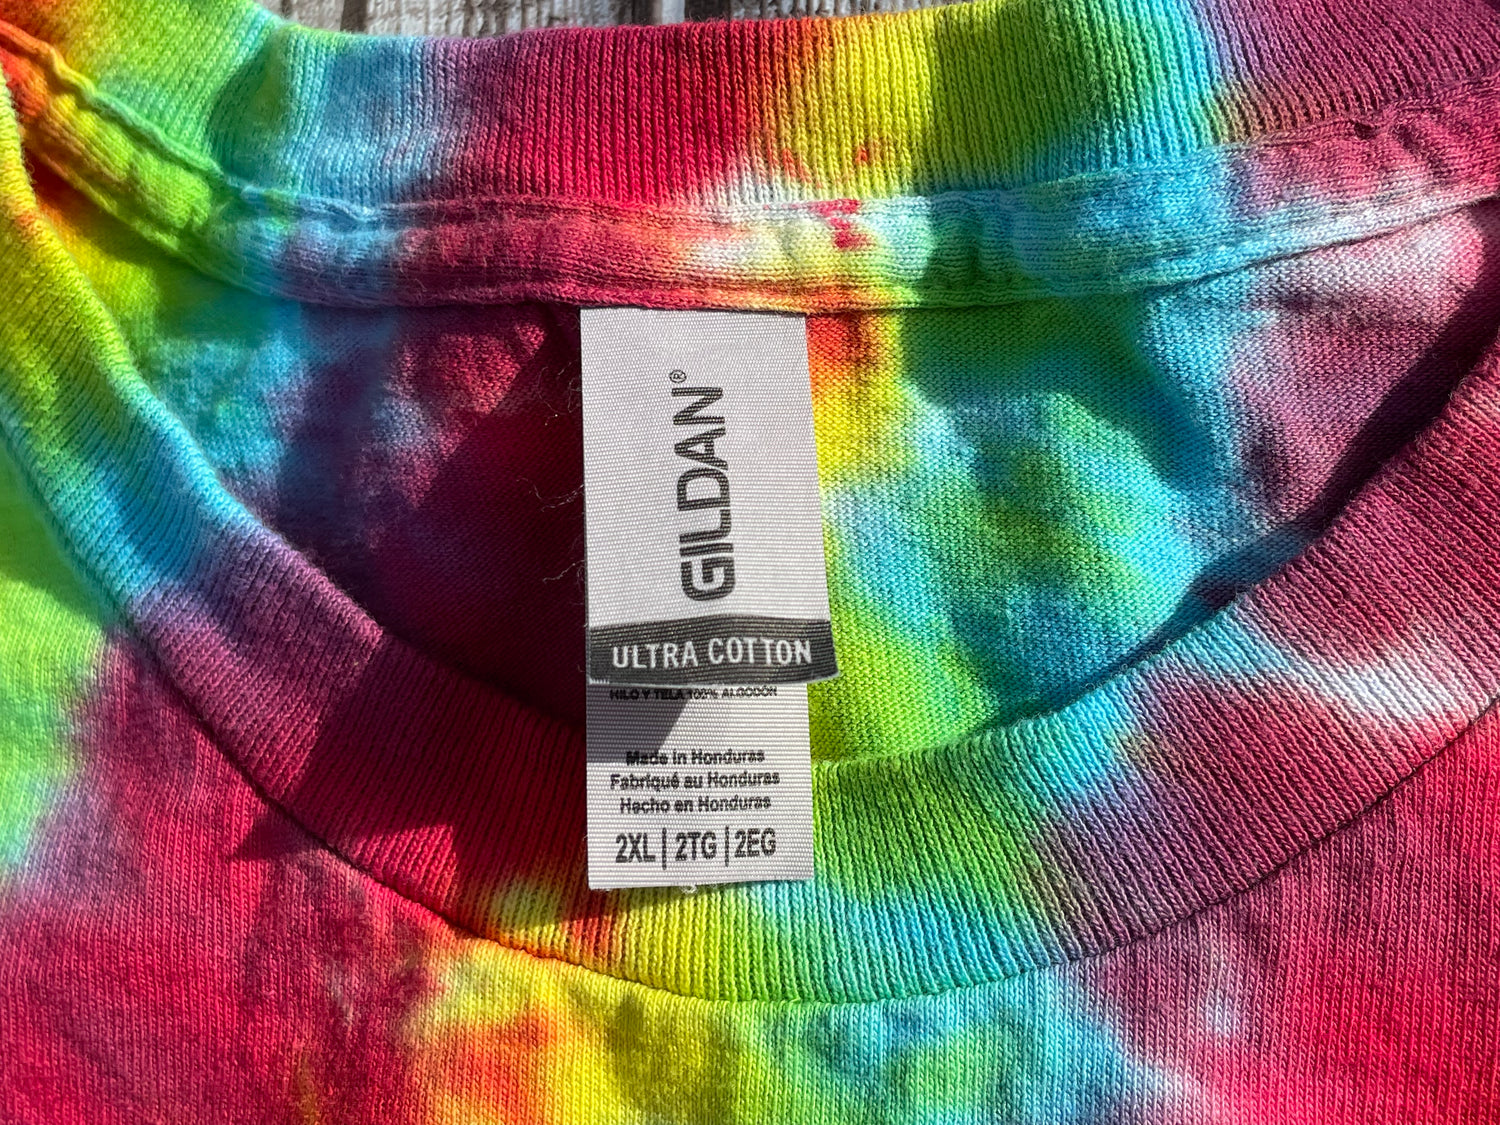 GILDAN®
ULTRA COTTON
HILO Y TELA 100% ALGODÓN
Made in Honduras
Fabriqué au Honduras
Hecho en Honduras
2XL | 2TG | 2EG